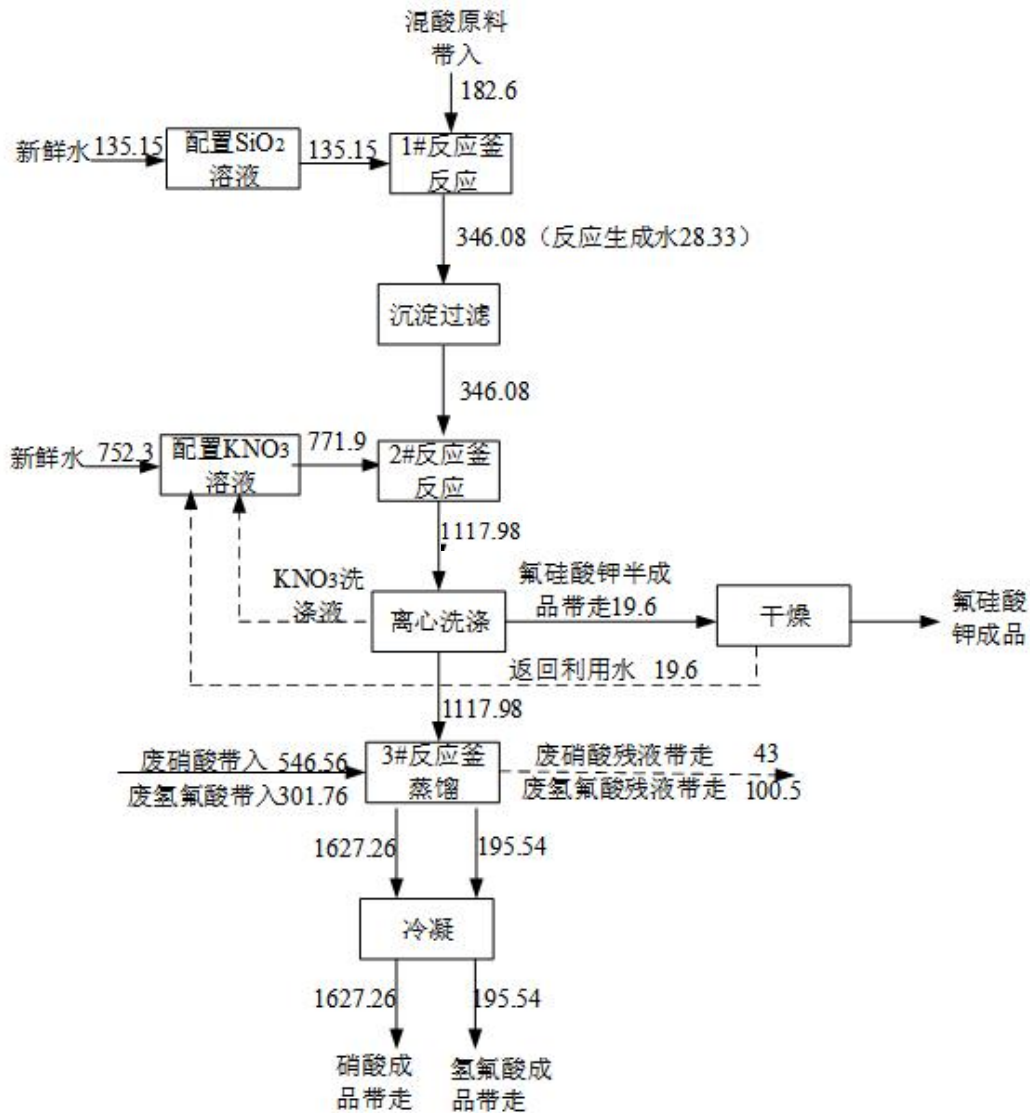 混酸原料
带入
182.6
新鲜水
135.15
配置SiO2
溶液
135.15
1#反应釜
反应
346.08（反应生成水28.33）
沉淀过滤
346.08
新鲜水
752.3
配置KNO3
溶液
771.9
2#反应釜
反应
1117.98
KNO3洗
涤液
离心洗涤
氟硅酸钾半成
品带走19.6
干燥
氟硅酸
钾成品
返回利用水 19.6
1117.98
废硝酸带入 546.56
废氢氟酸带入301.76
3#反应釜
蒸馏
废硝酸残液带走 43
废氢氟酸残液带走 100.5
1627.26
195.54
冷凝
1627.26
195.54
硝酸成
品带走
氢氟酸成
品带走